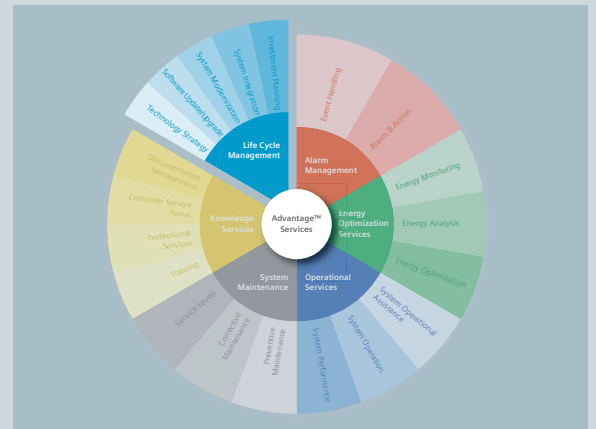 Advantage™
Services
Life Cycle
Management
Technology Strategy
Software Update/Upgrade
System Modernization
System Integration
Investment Planning
Alarm
Management
Event Handling
Alarm & Action
Energy
Optimization
Services
Energy Monitoring
Energy Analysis
Energy Optimization
Operational
Services
System Operational
Assistance
System Operation
System Performance
System
Maintenance
Preventive
Maintenance
Corrective
Maintenance
Service Levels
Knowledge
Services
Training
Professional
Services
Customer Service
Portal
Documentation
Management